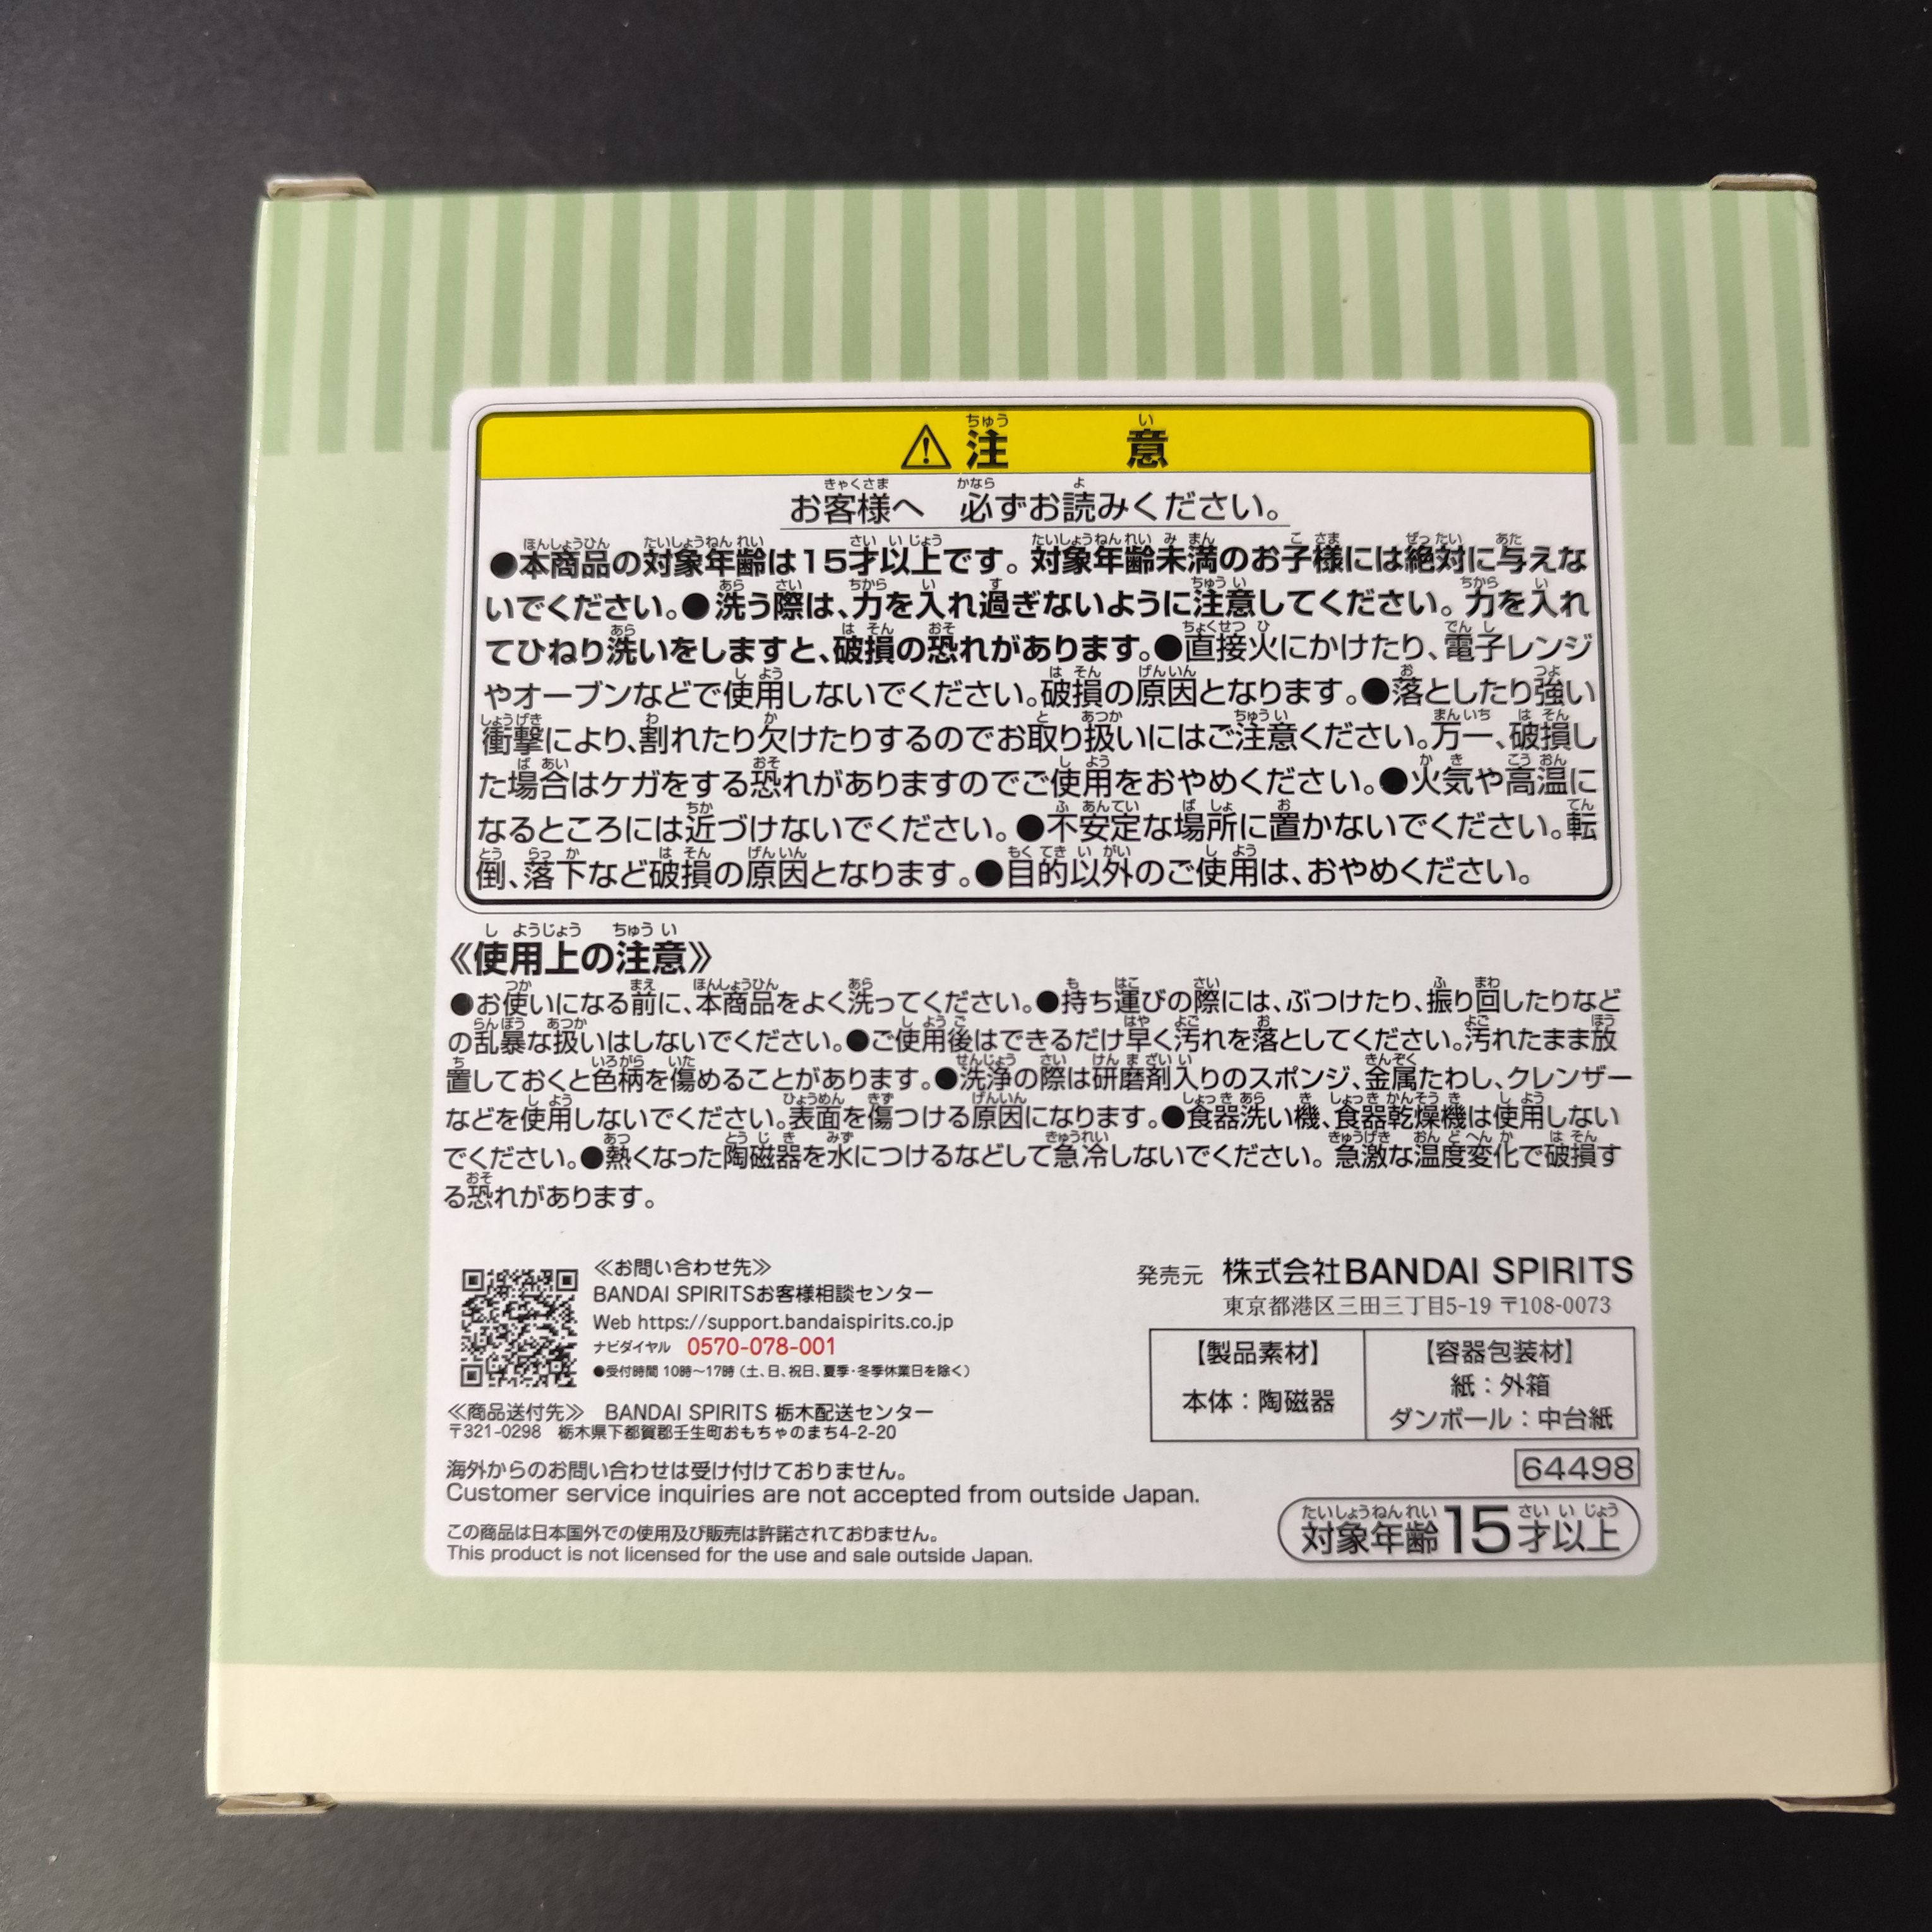 ⚠注意
お客様へ 必ずお読みください。
●本商品の対象年齢は15才以上です。対象年齢未満のお子様には絶対に与えな
いでください。●洗う際は、力を入れ過ぎないように注意してください。力を入れ
てひねり洗いをしますと、破損の恐れがあります。●直接火にかけたり、電子レンジ
やオーブンなどで使用しないでください。破損の原因となります。●落としたり強い
衝撃により、割れたり欠けたりするのでお取り扱いにはご注意ください。万一、破損し
た場合はケガをする恐れがありますのでご使用をおやめください。●火気や高温に
なるところには近づけないでください。●不安定な場所に置かないでください。転
倒、落下など破損の原因となります。●目的以外のご使用は、おやめください。
《使用上の注意》
●お使いになる前に、本商品をよく洗ってください。●持ち運びの際には、ぶつけたり、振り回したりなど
の乱暴な扱いはしないでください。●ご使用後はできるだけ早く汚れを落としてください。汚れたまま放
置しておくと色柄を傷めることがあります。●洗浄の際は研磨剤入りのスポンジ、金属たわし、クレンザー
などを使用しないでください。表面を傷つける原因になります。●食器洗い機、食器乾燥機は使用しない
でください。●熱くなった陶磁器を水につけるなどして急冷しないでください。急激な温度変化で破損す
る恐れがあります。
≪お問い合わせ先≫
BANDAI SPIRITSお客様相談センター
Web https://support.bandaispirits.co.jp
ナビダイヤル 0570-078-001
●受付時間 10時～17時（土、日、祝日、夏季・冬季休業日を除く）
≪商品送付先≫ BANDAI SPIRITS 栃木配送センター
〒321-0298 栃木県下都賀郡壬生町おもちゃのまち4-2-20
海外からのお問い合わせは受け付けておりません。
Customer service inquiries are not accepted from outside Japan.
この商品は日本国外での使用及び販売は許諾されておりません。
This product is not licensed for the use and sale outside Japan.
発売元 株式会社BANDAI SPIRITS
東京都港区三田三丁目5-19 〒108-0073
【製品素材】
本体：陶磁器
【容器包装材】
紙：外箱
ダンボール：中台紙
64498
対象年齢15才以上